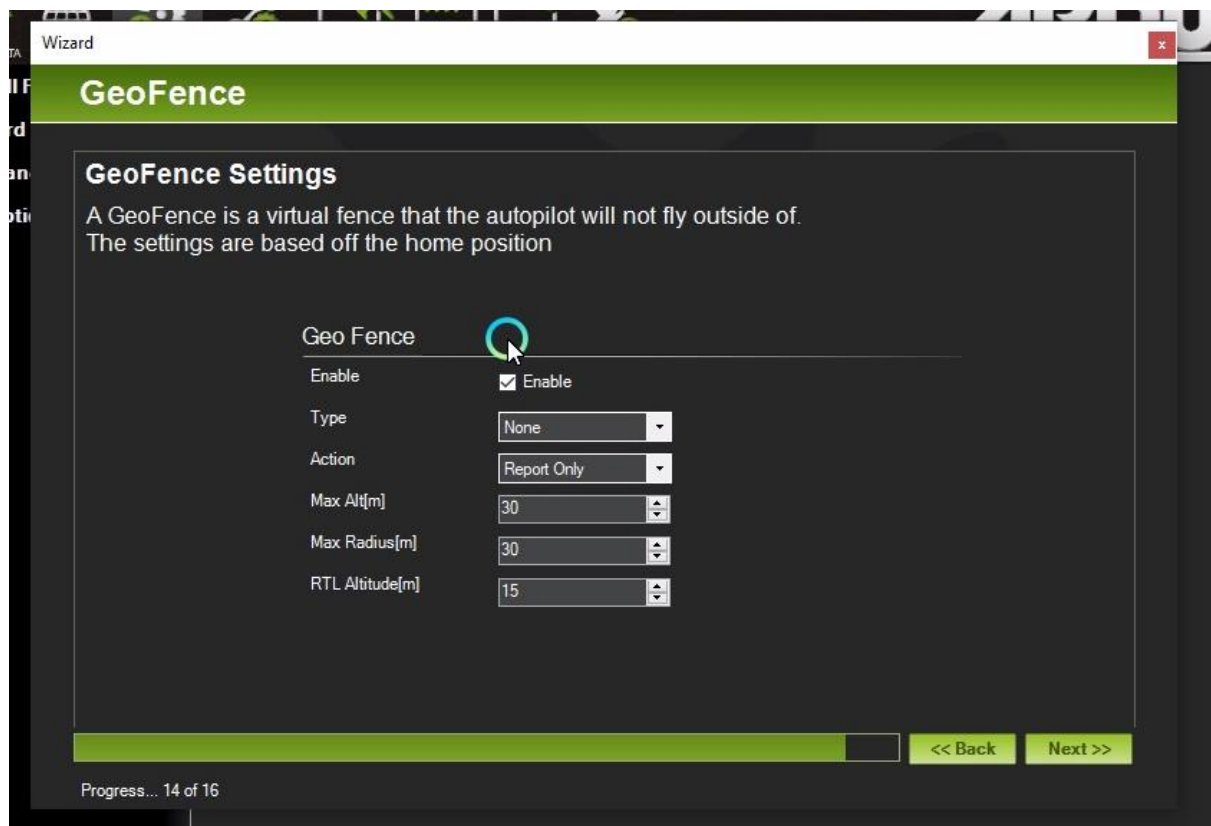 TA
Wizard
x
GeoFence
GeoFence Settings
A GeoFence is a virtual fence that the autopilot will not fly outside of.
The settings are based off the home position
Geo Fence
Enable
Enable
Type
None
Action
Report Only
Max Alt[m]
30
Max Radius[m]
30
RTL Altitude[m]
15
<< Back
Next >>
Progress... 14 of 16